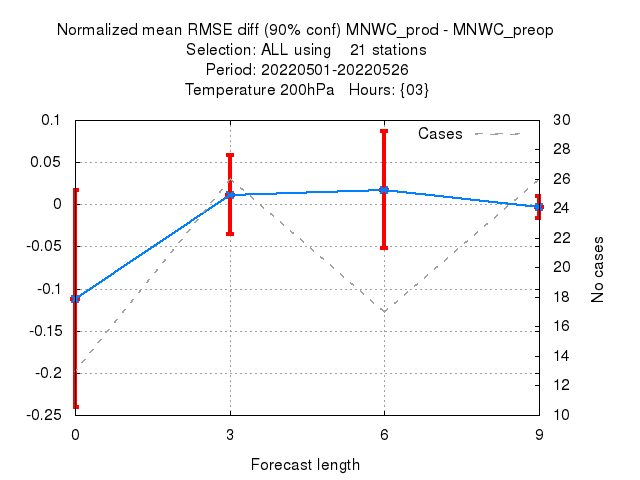 Normalized mean RMSE diff (90% conf) MNWC_prod - MNWC_preop
Selection: ALL using    21 stations
Period: 20220501-20220526
Temperature 200hPa   Hours: {03}
Cases
0.1
0.05
0
-0.05
-0.1
-0.15
-0.2
-0.25
30
28
26
24
22
20
18
16
14
12
10
No cases
0 3 6 9
Forecast length